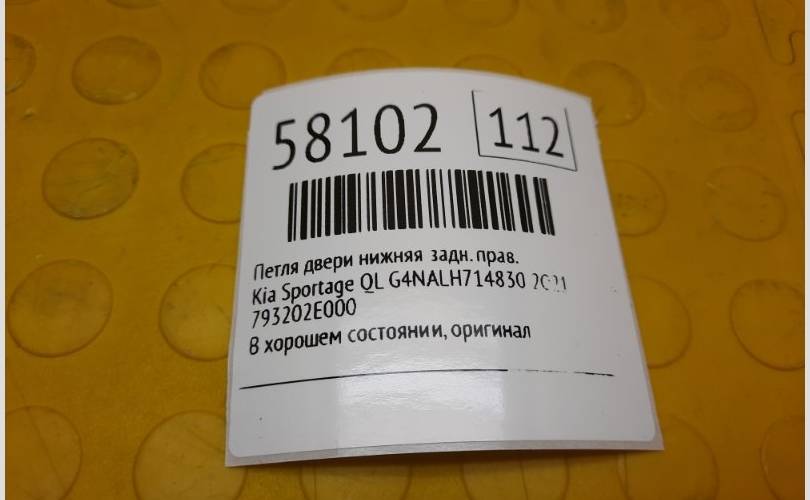 58102 112
Петля двери нижняя задн. прав.
Kia Sportage QL G4NALH714830 2021
793202E000
В хорошем состоянии, оригинал